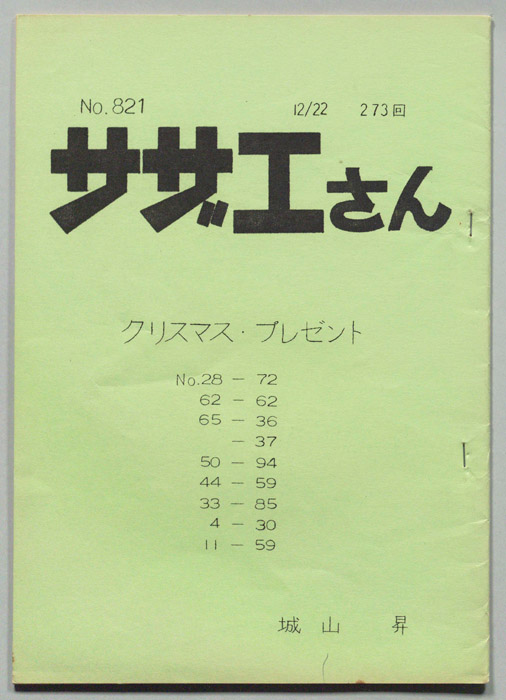 No.821 12/22 273回
サザエさん
クリスマス・プレゼント
No.28 - 72
62 - 62
65 - 36
- 37
50 - 94
44 - 59
33 - 85
4 - 30
11 - 59
城山 昇